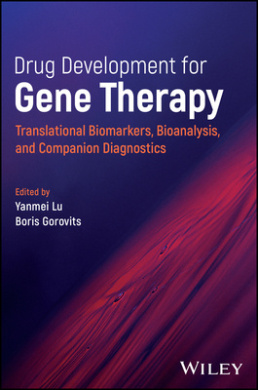 Drug Development for
Gene Therapy
Translational Biomarkers, Bioanalysis,
and Companion Diagnostics
Edited by
Yanmei Lu
Boris Gorovits
WILEY